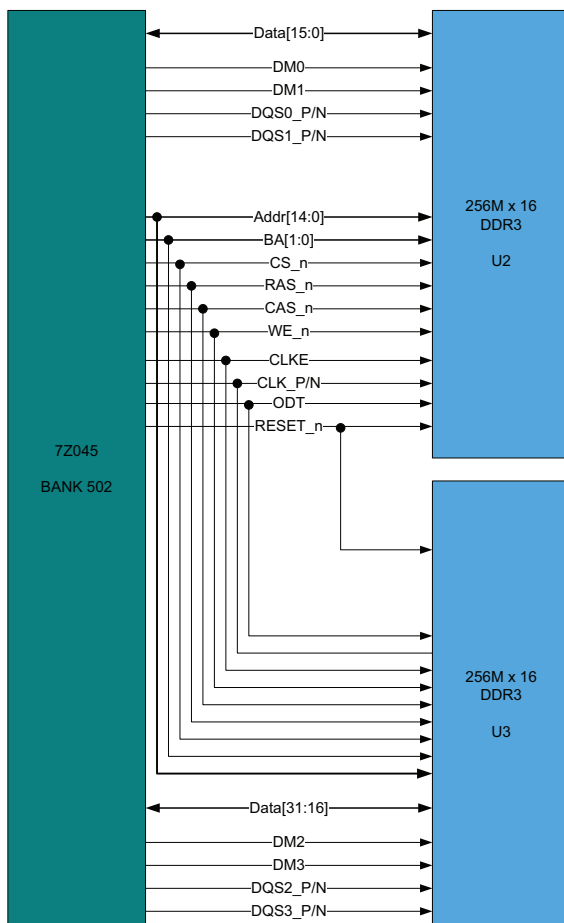 Data[15:0]
DM0
DM1
DQS0_P/N
DQS1_P/N
Addr[14:0]
BA[1:0]
CS_n
RAS_n
CAS_n
WE_n
CLKE
CLK_P/N
ODT
RESET_n
256M x 16
DDR3
U2
7Z045
BANK 502
256M x 16
DDR3
U3
Data[31:16]
DM2
DM3
DQS2_P/N
DQS3_P/N